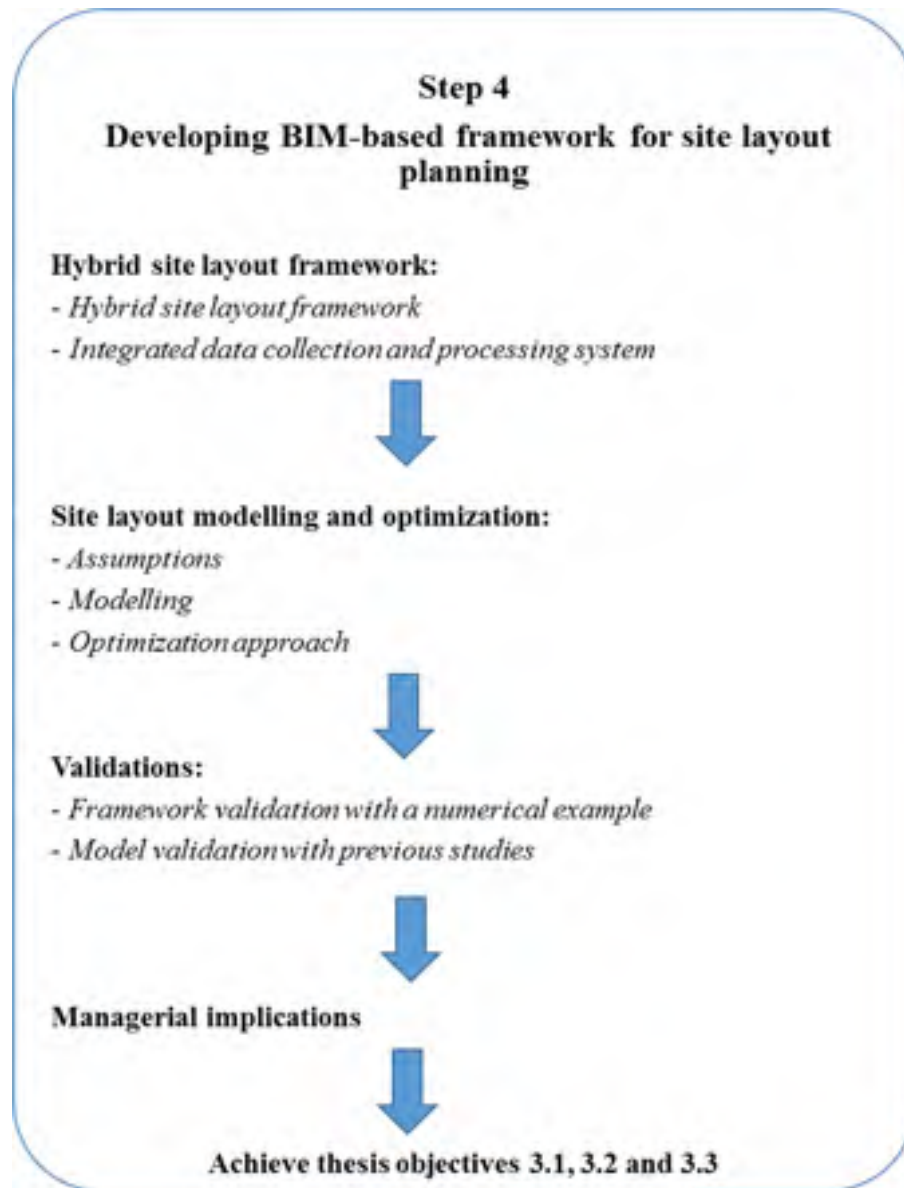 Step 4
Developing BIM-based framework for site layout
planning
Hybrid site layout framework:
- Hybrid site layout framework
- Integrated data collection and processing system
Site layout modelling and optimization:
- Assumptions
- Modelling
- Optimization approach
Validations:
- Framework validation with a numerical example
- Model validation with previous studies
Managerial implications
Achieve thesis objectives 3.1, 3.2 and 3.3